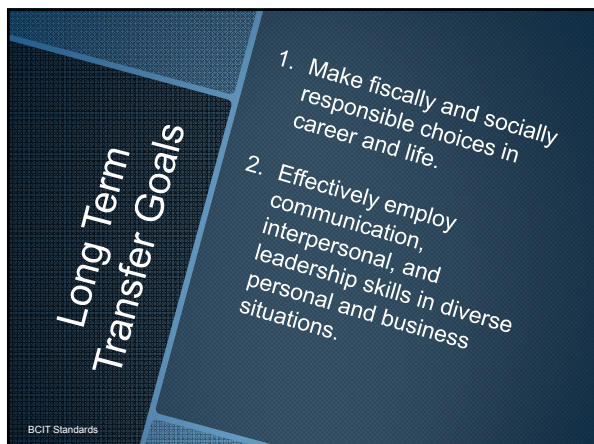 Long Term
Transfer Goals
1. Make fiscally and socially
responsible choices in
career and life.
2. Effectively employ
communication,
interpersonal, and
leadership skills in diverse
personal and business
situations.
BCIT Standards